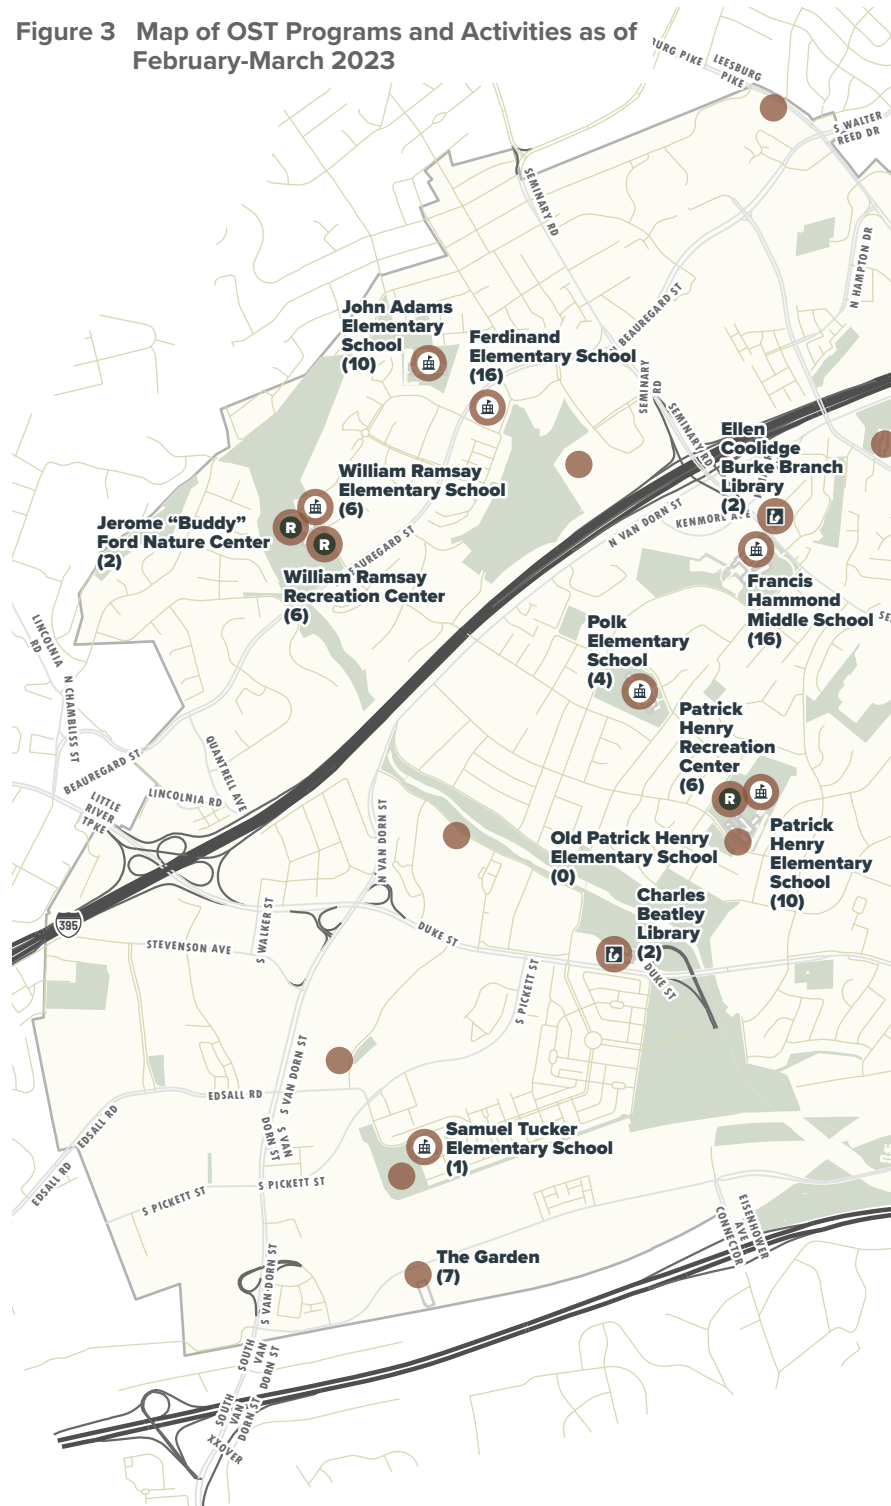 Figure 3 Map of OST Programs and Activities as of
February-March 2023
BURG PIKE
LEESBURG
PIKE
S WALTER
REED DR
SEMINARY RD
N HAMPTON DR
N BEAUREGARD ST
John Adams
Elementary
School
(10)
Ferdinand
Elementary School
(16)
SEMINARY
RD
SEMINARY RD
Ellen
Coolidge
Burke Branch
Library
(2)
William Ramsay
Elementary School
(6)
Jerome “Buddy”
Ford Nature Center
(2)
R
R
BEAUREGARD ST
N VAN DORN ST
KENMORE AVE
William Ramsay
Recreation Center
(6)
Francis
Hammond
Middle School
(16)
SE
LINCOLNIA
RD
Polk
Elementary
School
(4)
N CHAMBLISS ST
Patrick
Henry
Recreation
Center
(6)
R
BEAUREGARD ST
QUANTRELL AVE
LINCOLNIA RD
LITTLE
RIVER
TPKE
N VAN DORN ST
Old Patrick Henry
Elementary School
(0)
Patrick
Henry
Elementary
School
(10)
Charles
Beatley
Library
(2)
395
STEVENSON AVE
S WALKER ST
DUKE ST
DUKE ST
S PICKETT ST
S VAN DORN ST
EDSALL RD
EDSALL RD
EDSALL RD
S VAN
DORN ST
Samuel Tucker
Elementary School
(1)
S PICKETT ST
S PICKETT ST
EISENHOWER
AVE
CONNECTOR
The Garden
(7)
S VAN DORN ST
SOUTH
VAN
DORN ST
SOUTH
VAN
DORN ST
XXOVER